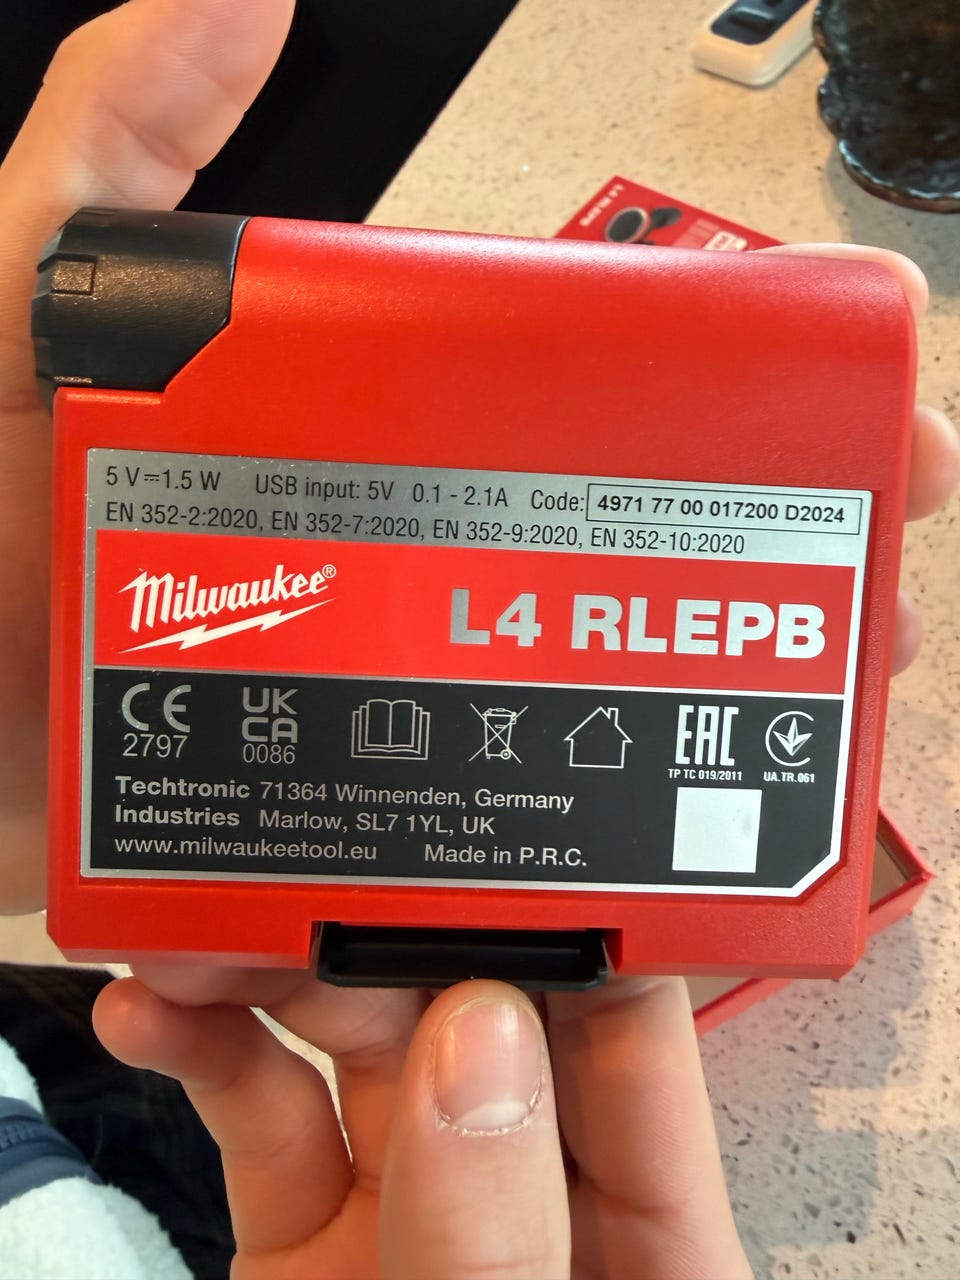 L4 RLEPB
5 V⎓1.5 W USB input: 5V 0.1 - 2.1A Code: 4971 77 00 017200 D2024
EN 352-2:2020, EN 352-7:2020, EN 352-9:2020, EN 352-10:2020
Milwaukee®
L4 RLEPB
CE
2797
UK
CA
0086
EAC
TP TC 019/2011
UA.TR.061
Techtronic 71364 Winnenden, Germany
Industries Marlow, SL7 1YL, UK
www.milwaukeetool.eu Made in P.R.C.